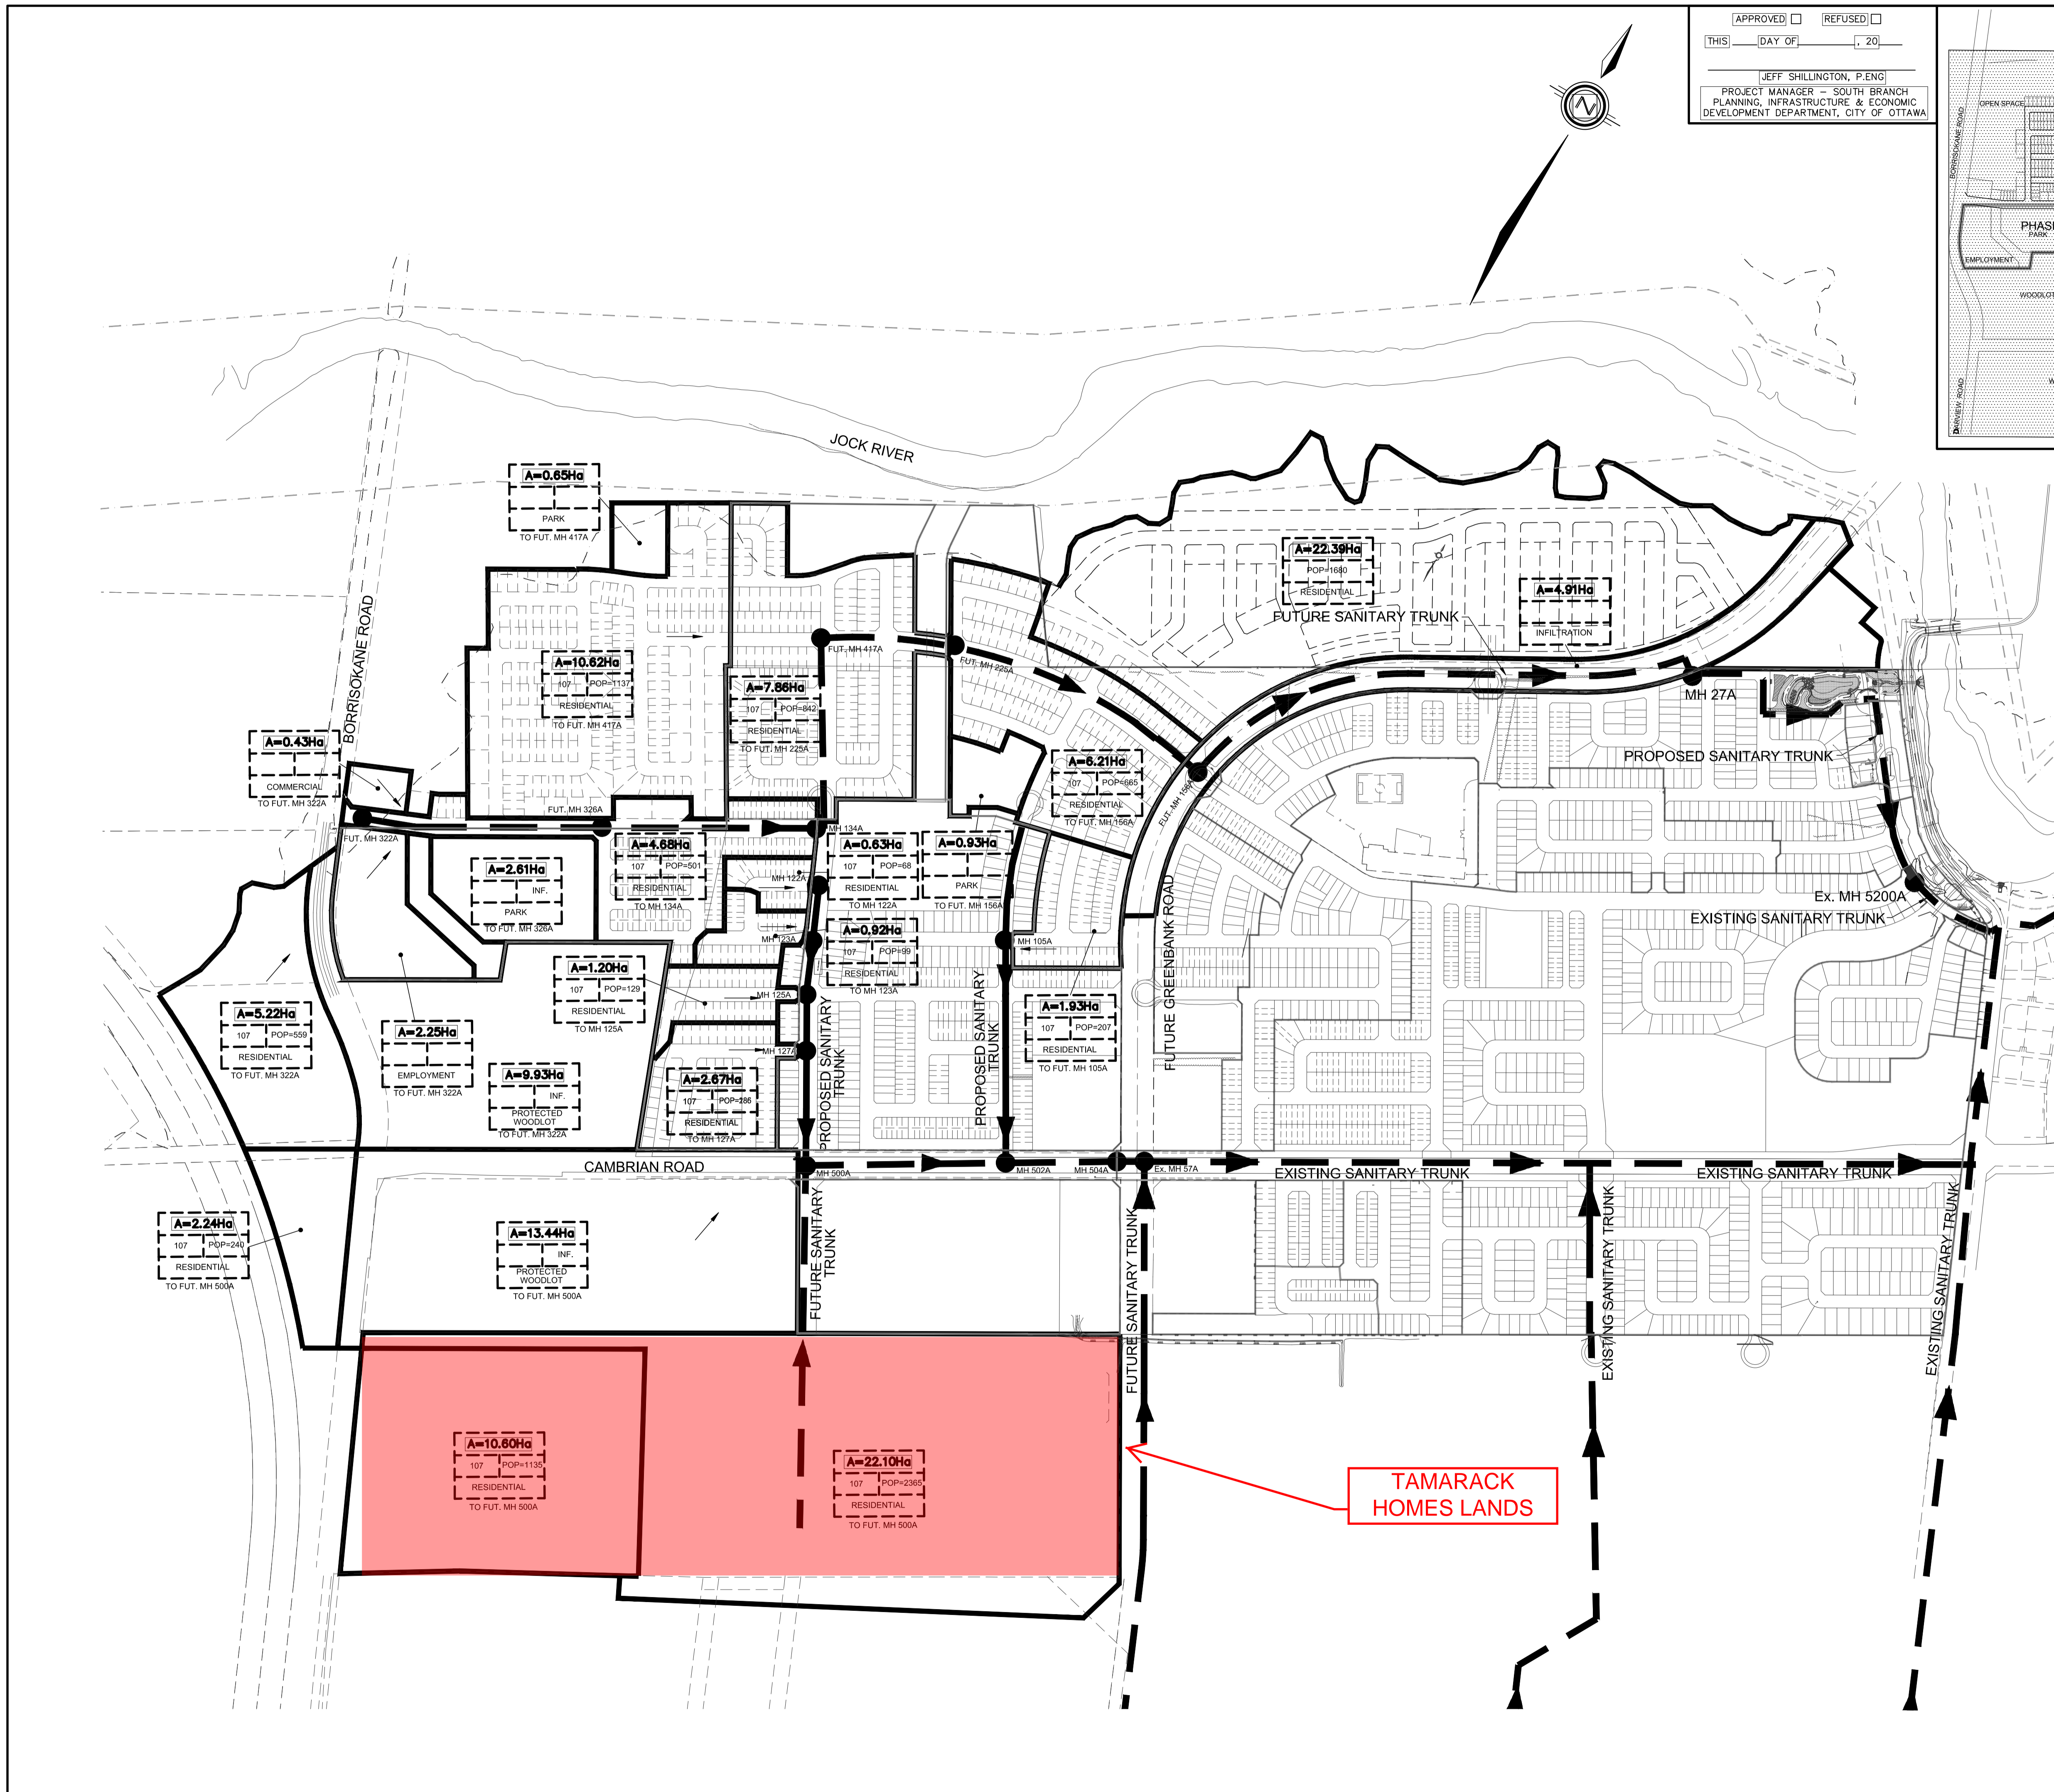 APPROVED REFUSED
THIS DAY OF , 20
JEFF SHILLINGTON, P.ENG
PROJECT MANAGER – SOUTH BRANCH
PLANNING, INFRASTRUCTURE & ECONOMIC
DEVELOPMENT DEPARTMENT, CITY OF OTTAWA
N
BORRISOKANE ROAD
OPEN SPACE
PARK
EMPLOYMENT
WOODLOT
JOCK RIVER
A=0.65Ha
PARK
TO FUT. MH 417A
A=22.39Ha
POP=1680
RESIDENTIAL
FUTURE SANITARY TRUNK
A=4.91Ha
INFILTRATION
BORRISOKANE ROAD
A=10.62Ha
107 POP=1137
RESIDENTIAL
TO FUT. MH 417A
FUT. MH 417A
FUT. MH 225A
A=7.86Ha
107 POP=842
RESIDENTIAL
TO FUT. MH 225A
MH 27A
A=0.43Ha
COMMERCIAL
TO FUT. MH 322A
A=6.21Ha
107 POP=665
RESIDENTIAL
TO FUT. MH 156A
FUT. MH 156A
PROPOSED SANITARY TRUNK
FUT. MH 326A
FUT. MH 322A
MH 134A
A=4.68Ha
107 POP=501
RESIDENTIAL
TO MH 134A
A=0.63Ha
107 POP=68
RESIDENTIAL
TO MH 122A
A=0.93Ha
PARK
TO FUT. MH 156A
A=2.61Ha
INF.
PARK
TO FUT. MH 326A
MH 122A
Ex. MH 5200A
EXISTING SANITARY TRUNK
FUTURE GREENBANK ROAD
MH 123A
A=0.92Ha
107 POP=99
RESIDENTIAL
TO MH 123A
MH 105A
A=1.20Ha
107 POP=129
RESIDENTIAL
TO MH 125A
MH 125A
PROPOSED SANITARY
TRUNK
PROPOSED SANITARY
TRUNK
A=1.93Ha
107 POP=207
RESIDENTIAL
TO FUT. MH 105A
A=5.22Ha
107 POP=559
RESIDENTIAL
TO FUT. MH 322A
A=2.25Ha
EMPLOYMENT
TO FUT. MH 322A
MH 127A
A=9.93Ha
INF.
PROTECTED
WOODLOT
TO FUT. MH 322A
A=2.67Ha
107 POP=286
RESIDENTIAL
TO MH 127A
CAMBRIAN ROAD
MH 500A
MH 502A
MH 504A
Ex. MH 57A
EXISTING SANITARY TRUNK
EXISTING SANITARY TRUNK
A=2.24Ha
107 POP=240
RESIDENTIAL
TO FUT. MH 500A
A=13.44Ha
INF.
PROTECTED
WOODLOT
TO FUT. MH 500A
FUTURE SANITARY
TRUNK
FUTURE SANITARY TRUNK
EXISTING SANITARY TRUNK
EXISTING SANITARY TRUNK
A=10.60Ha
107 POP=1135
RESIDENTIAL
TO FUT. MH 500A
A=22.10Ha
107 POP=2365
RESIDENTIAL
TO FUT. MH 500A
TAMARACK
HOMES LANDS